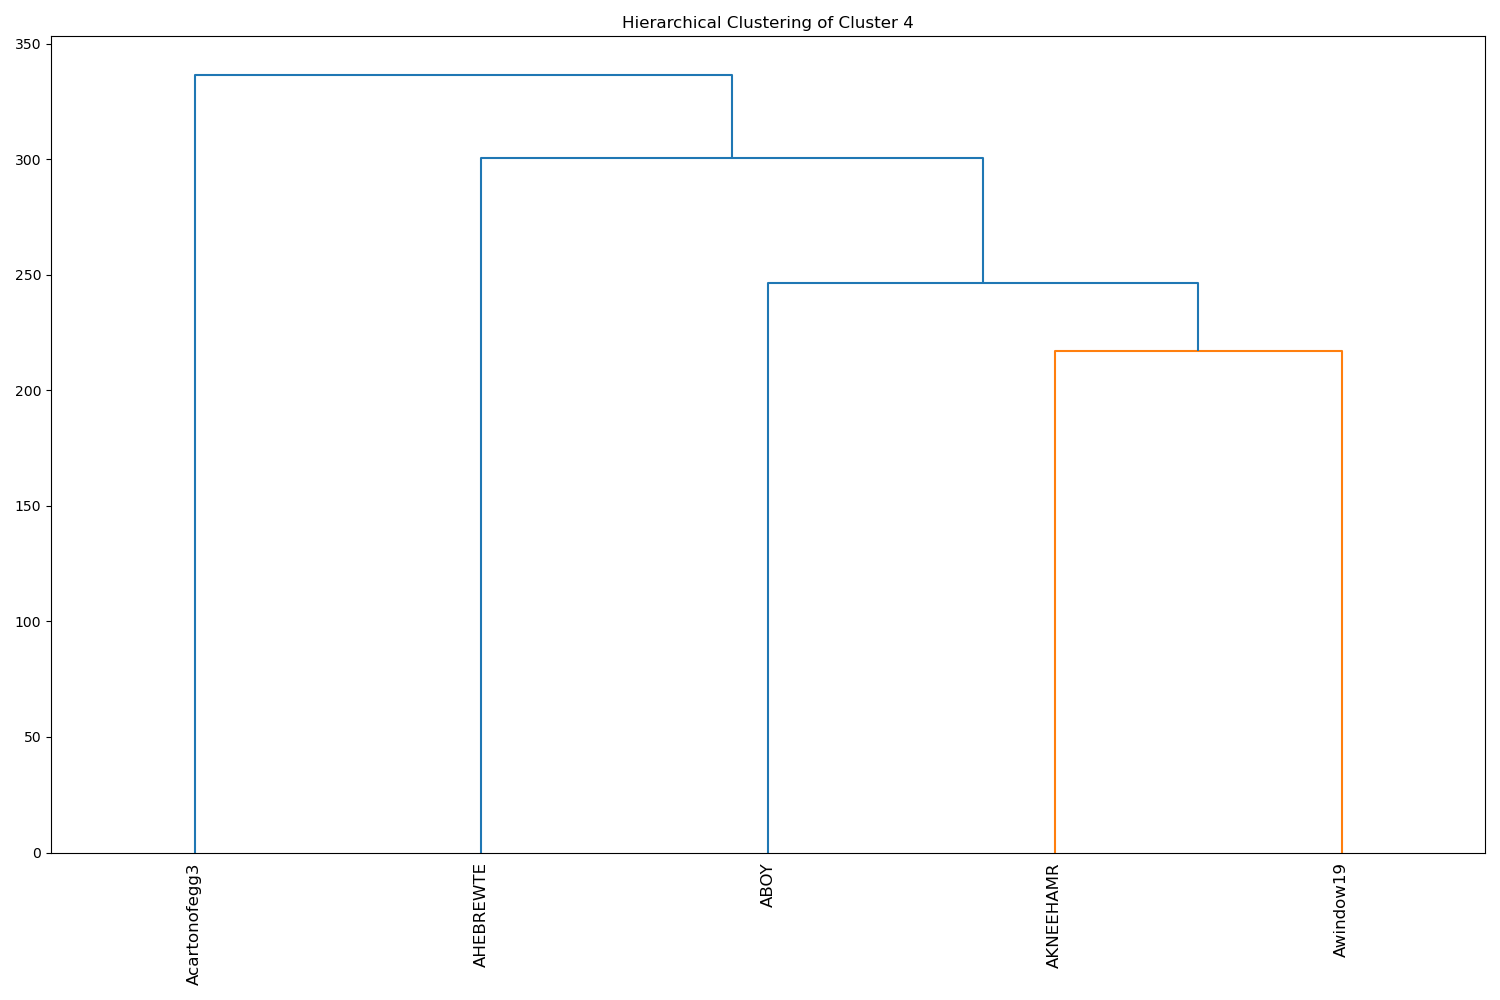 Hierarchical Clustering of Cluster 4
350
300
250
200
150
100
50
0
Acartonofegg3
AHEBREWTE
ABOY
AKNEEHAMR
Awindow19